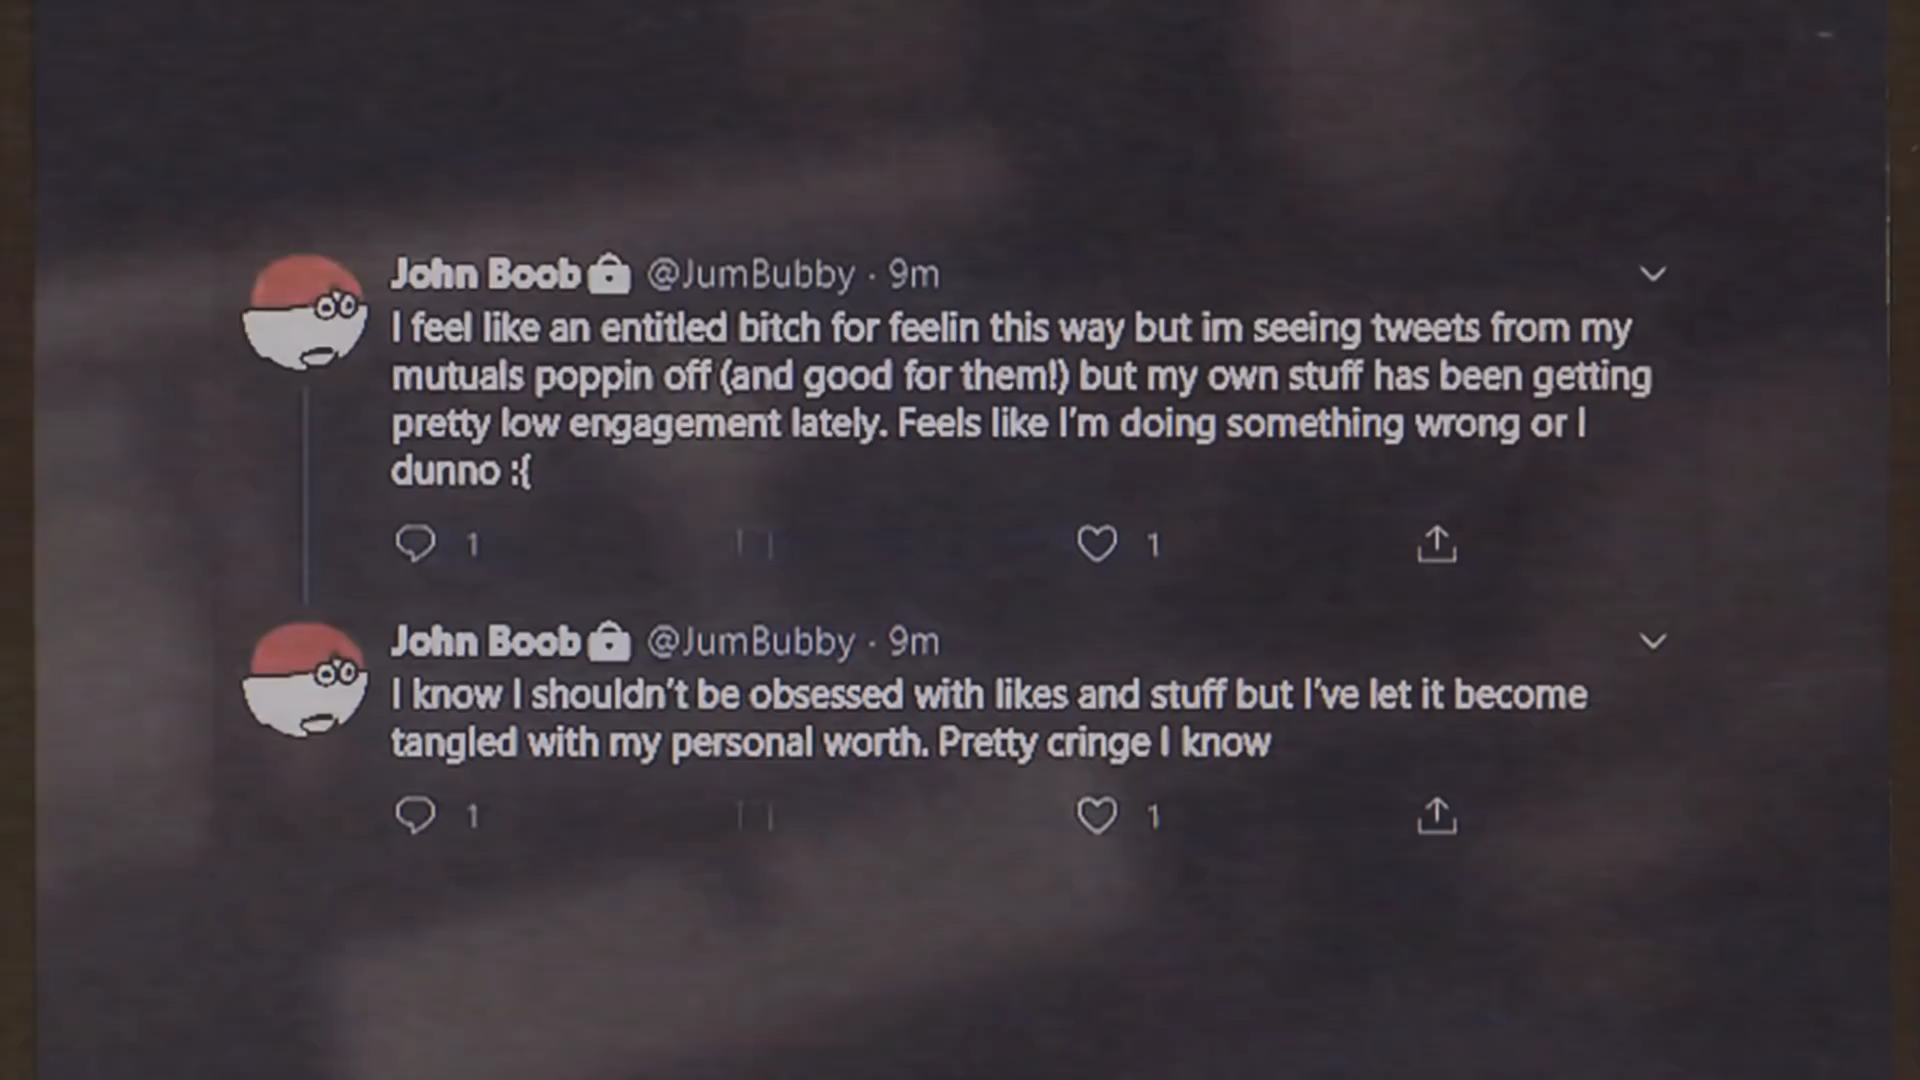 John Boob @JumBubby · 9m
I feel like an entitled bitch for feelin this way but im seeing tweets from my
mutuals poppin off (and good for them!) but my own stuff has been getting
pretty low engagement lately. Feels like I'm doing something wrong or I
dunno :{
1 1
John Boob @JumBubby · 9m
I know I shouldn't be obsessed with likes and stuff but I've let it become
tangled with my personal worth. Pretty cringe I know
1 1